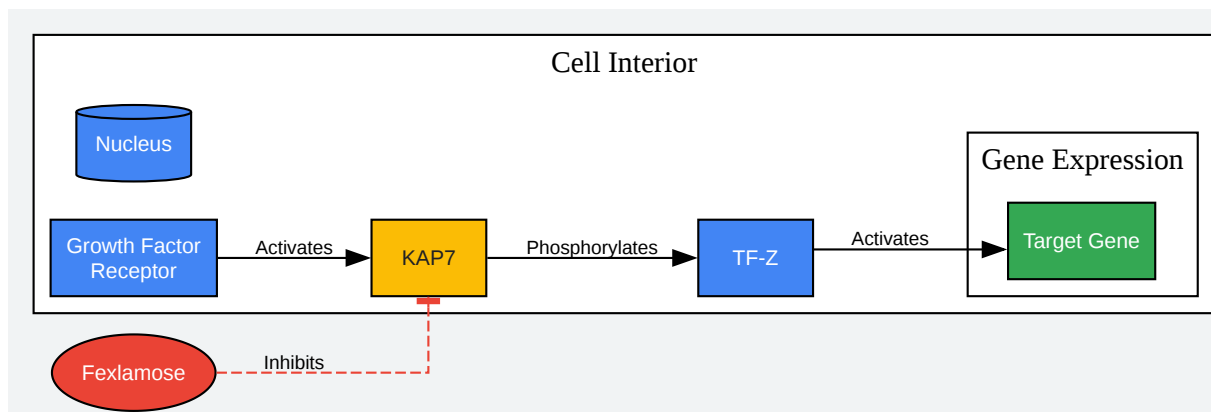 Cell Interior
Nucleus
Gene Expression
Growth Factor
Receptor
Activates
KAP7
Phosphorylates
TF-Z
Activates
Target Gene
Fexlamose
Inhibits